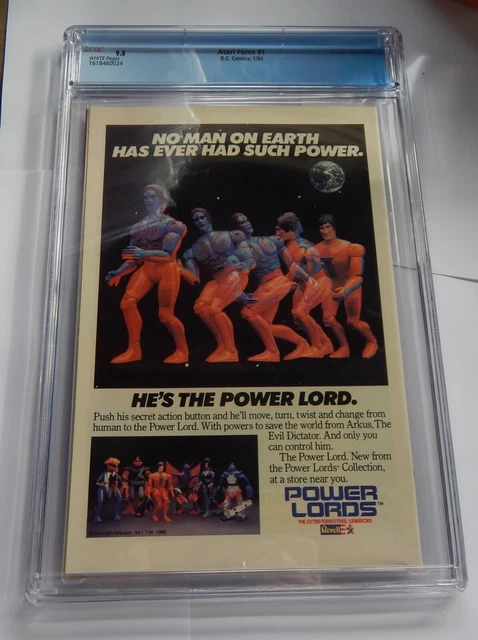 CGC 9.8 Atari Force #1
WHITE Pages D.C. Comics, 1/84
1618460024
NO MAN ON EARTH
HAS EVER HAD SUCH POWER.
HE'S THE POWER LORD.
Push his secret action button and he'll move, turn, twist and change from
human to the Power Lord. With powers to save the world from Arkus, The
Evil Dictator. And only you
can control him.
The Power Lord. New from
the Power Lords™ Collection,
at a store near you.
POWER
LORDS™
THE EXTRA-TERRESTRIAL WARRIORS
Revell